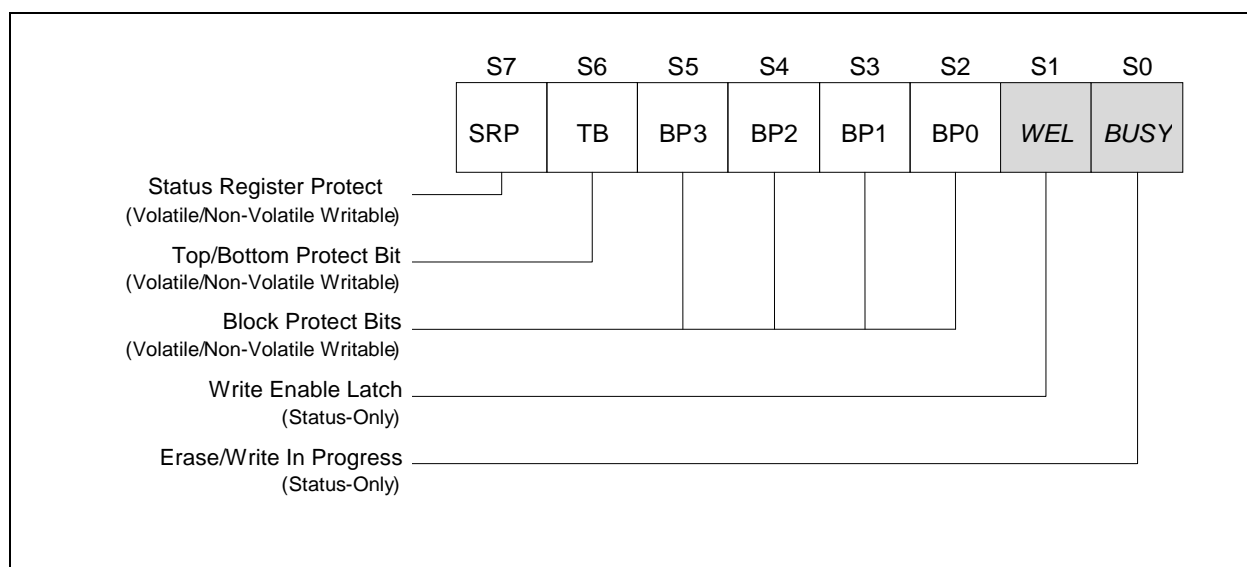 S7 S6 S5 S4 S3 S2 S1 S0
SRP TB BP3 BP2 BP1 BP0 WEL BUSY
Status Register Protect
(Volatile/Non-Volatile Writable)
Top/Bottom Protect Bit
(Volatile/Non-Volatile Writable)
Block Protect Bits
(Volatile/Non-Volatile Writable)
Write Enable Latch
(Status-Only)
Erase/Write In Progress
(Status-Only)